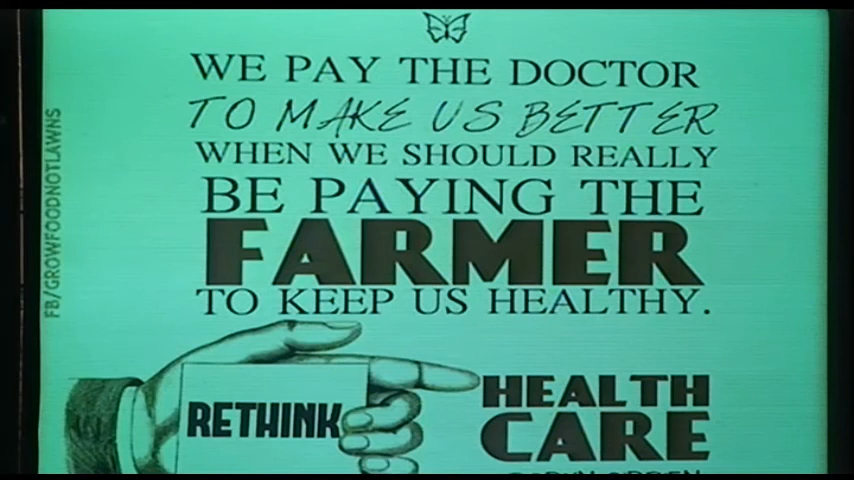 WE PAY THE DOCTOR
TO MAKE US BETTER
WHEN WE SHOULD REALLY
BE PAYING THE
FARMER
TO KEEP US HEALTHY.
RETHINK
HEALTH
CARE
FB/GROWFOODNOTLAWNS